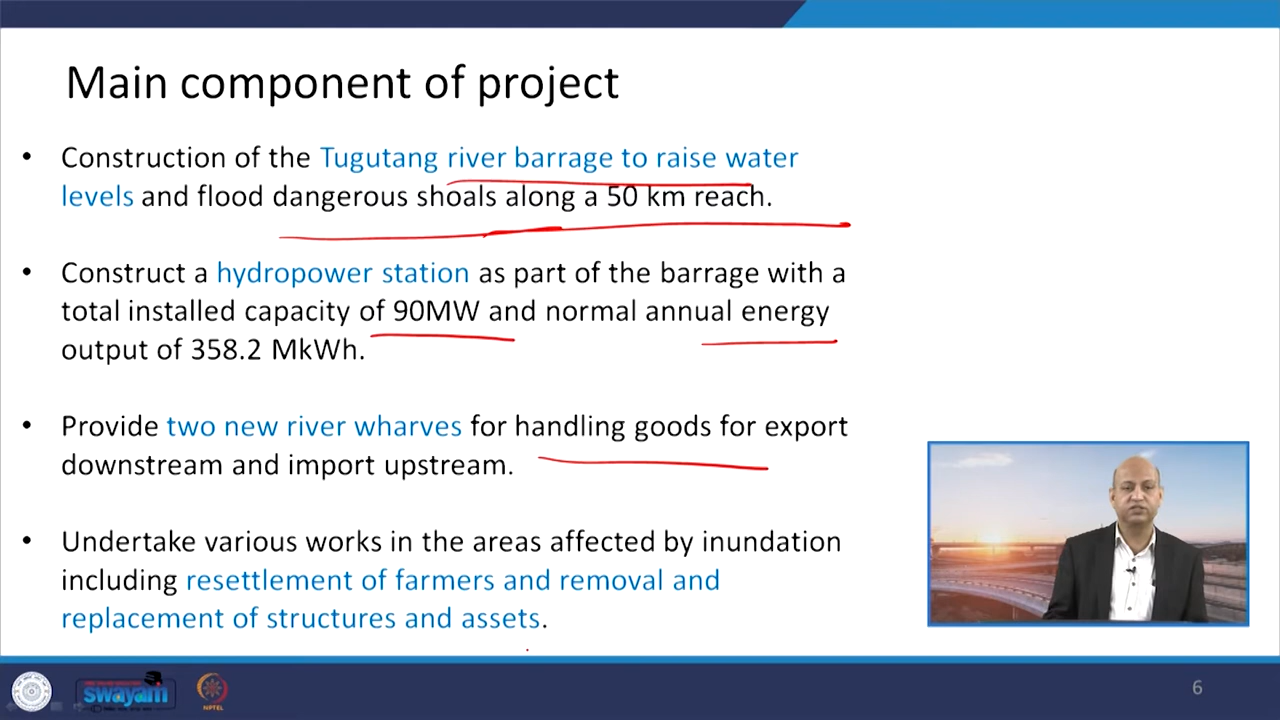 Main component of project
• Construction of the Tugutang river barrage to raise water
levels and flood dangerous shoals along a 50 km reach.
• Construct a hydropower station as part of the barrage with a
total installed capacity of 90MW and normal annual energy
output of 358.2 MkWh.
• Provide two new river wharves for handling goods for export
downstream and import upstream.
• Undertake various works in the areas affected by inundation
including resettlement of farmers and removal and
replacement of structures and assets.
swayam
NPTEL
6